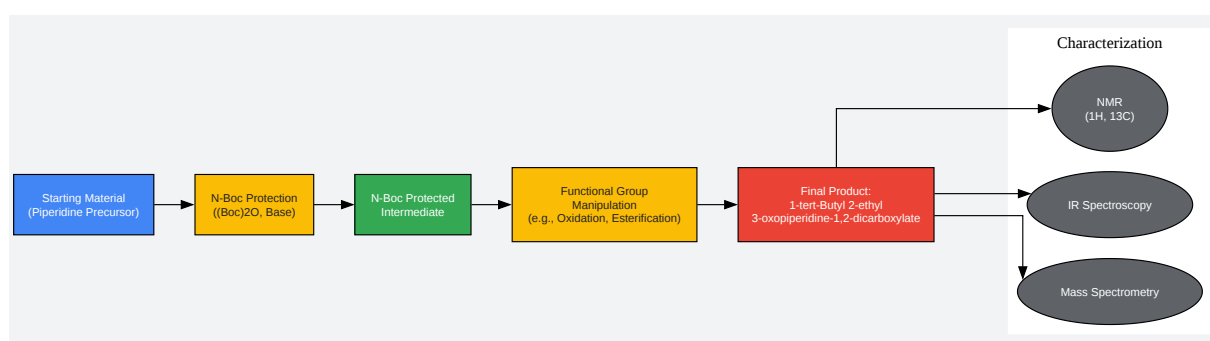 Characterization
NMR
(1H, 13C)
Starting Material
(Piperidine Precursor)
N-Boc Protection
((Boc)2O, Base)
N-Boc Protected
Intermediate
Functional Group
Manipulation
(e.g., Oxidation, Esterification)
Final Product:
1-tert-Butyl 2-ethyl
3-oxopiperidine-1,2-dicarboxylate
IR Spectroscopy
Mass Spectrometry